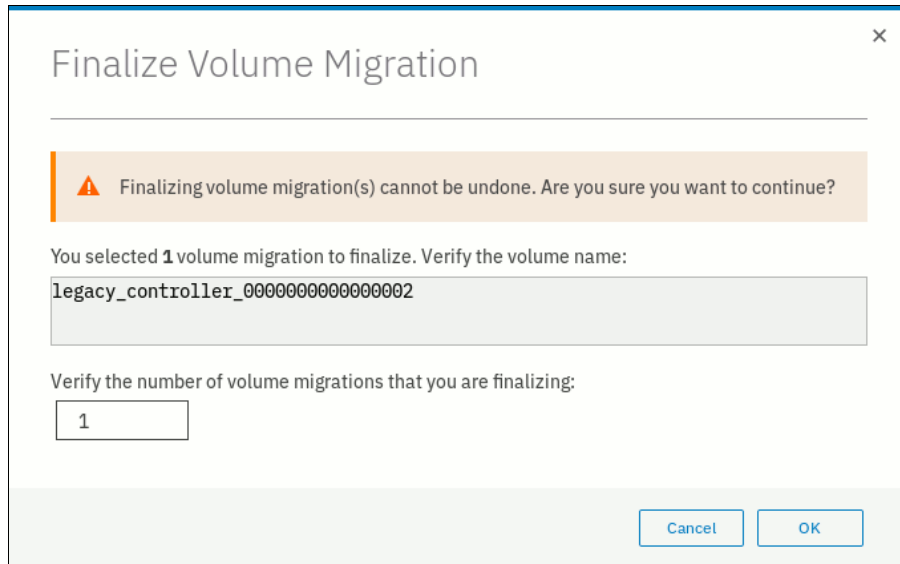 Finalize Volume Migration
Finalizing volume migration(s) cannot be undone. Are you sure you want to continue?
You selected 1 volume migration to finalize. Verify the volume name:
legacy_controller_0000000000000002
Verify the number of volume migrations that you are finalizing:
1
Cancel OK